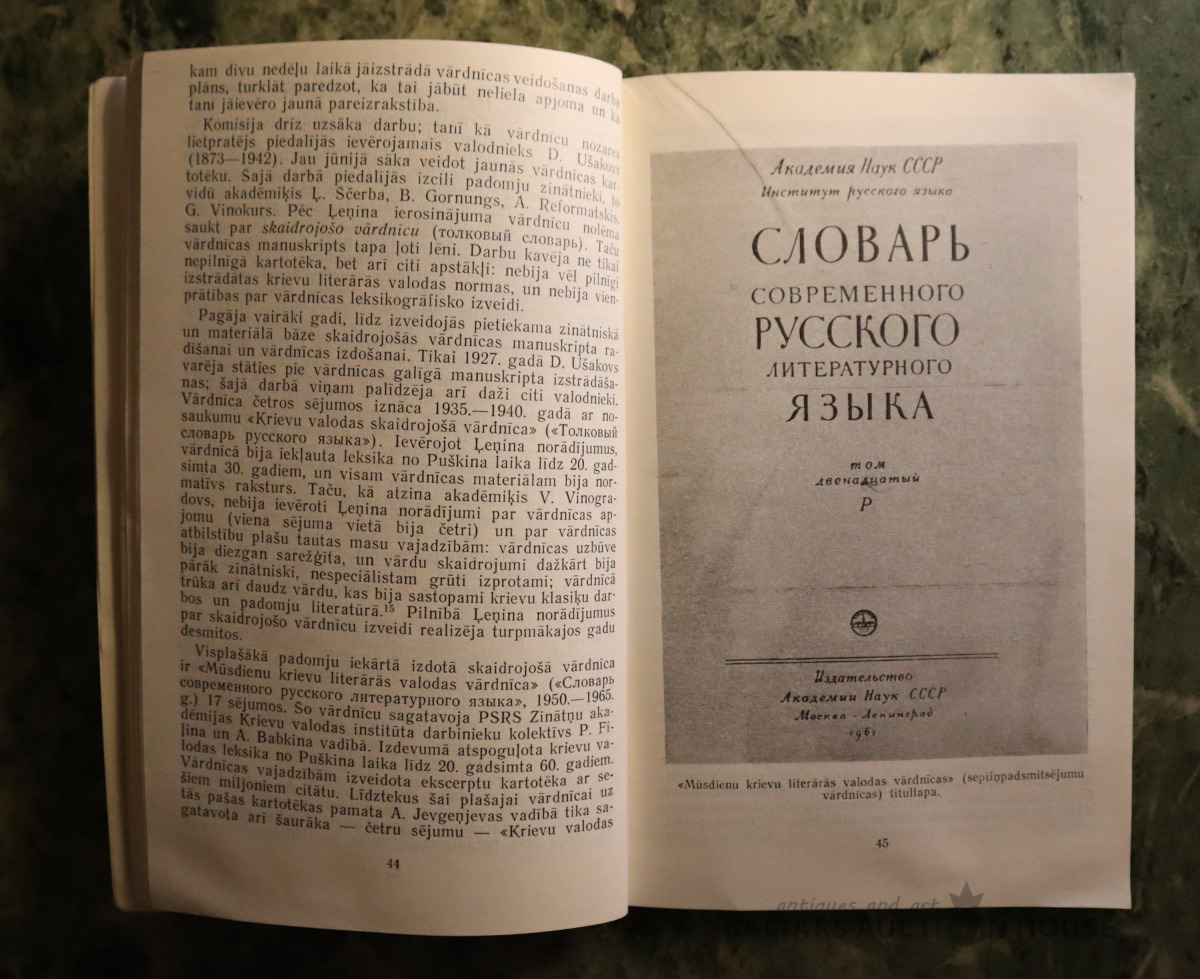 kam divu nedēļu laikā jāizstrādā vārdnīcas veidošanas darba
plāns, turklāt paredzot, ka tai jābūt neliela apjoma un ka
tanī jāievēro jaunā pareizrakstība.
Komisija drīz uzsāka darbu; tanī kā vārdnīcu nozares
lietpratējs piedalījās ievērojamais valodnieks D. Ušakovs
(1873—1942). Jau jūnijā sāka veidot jaunās vārdnīcas kar-
totēku. Šajā darbā piedalījās izcili padomju zinātnieki, to
vidū akadēmiķis Ļ. Ščerba, B. Gornungs, A. Reformatskis,
G. Vinokurs. Pēc Ļeņina ierosinājuma vārdnīcu nolēma
saukt par skaidrojošo vārdnīcu (толковый словарь). Taču
vārdnīcas manuskripts tapa ļoti lēni. Darbu kavēja ne tikai
nepilnīgā kartotēka, bet arī citi apstākļi: nebija vēl pilnīgi
izstrādātas krievu literārās valodas normas, un nebija vien-
prātības par vārdnīcas leksikogrāfisko izveidi.
Pagāja vairāki gadi, līdz izveidojās pietiekama zinātniskā
un materiālā bāze skaidrojošās vārdnīcas manuskripta ra-
dīšanai un vārdnīcas izdošanai. Tikai 1927. gadā D. Ušakovs
varēja stāties pie vārdnīcas galīgā manuskripta izstrādāša-
nas; šajā darbā viņam palīdzēja arī daži citi valodnieki.
Vārdnīca četros sējumos iznāca 1935.—1940. gadā ar no-
saukumu «Krievu valodas skaidrojošā vārdnīca» («Толковый
словарь русского языка»). Ievērojot Ļeņina norādījumus,
vārdnīcā bija iekļauta leksika no Puškina laika līdz 20. gad-
simta 30. gadiem, un visam vārdnīcas materiālam bija nor-
matīvs raksturs. Taču, kā atzina akadēmiķis V. Vinogra-
dovs, nebija ievēroti Ļeņina norādījumi par vārdnīcas ap-
jomu (viena sējuma vietā bija četri) un par vārdnīcas
atbilstību plašu tautas masu vajadzībām: vārdnīcas uzbūve
bija diezgan sarežģīta, un vārdu skaidrojumi dažkārt bija
pārāk zinātniski, nespeciālistam grūti izprotami; vārdnīcā
trūka arī daudz vārdu, kas bija sastopami krievu klasiķu dar-
bos un padomju literatūrā.¹⁵ Pilnībā Ļeņina norādījumus
par skaidrojošo vārdnīcu izveidi realizēja turpmākajos gadu
desmitos.
Visplašākā padomju iekārtā izdotā skaidrojošā vārdnīca
ir «Mūsdienu krievu literārās valodas vārdnīca» («Словарь
современного русского литературного языка», 1950.—1965.
g.) 17 sējumos. Šo vārdnīcu sagatavoja PSRS Zinātņu aka-
dēmijas Krievu valodas institūta darbinieku kolektīvs F. Fi-
ļina un A. Babkina vadībā. Izdevumā atspoguļota krievu va-
lodas leksika no Puškina laika līdz 20. gadsimta 60. gadiem.
Vārdnīcas vajadzībām izveidota ekscerptu kartotēka ar se-
šiem miljoniem citātu. Līdztekus šai plašajai vārdnīcai uz
tās pašas kartotēkas pamata A. Jevgeņjevas vadībā tika sa-
gatavota arī šaurāka — četru sējumu — «Krievu valodas
44
Академия Наук СССР
Институт русского языка
СЛОВАРЬ
СОВРЕМЕННОГО
РУССКОГО
ЛИТЕРАТУРНОГО
ЯЗЫКА
том
двенадцатый
Р
Издательство
Академии Наук СССР
Москва · Ленинград
1961
«Mūsdienu krievu literārās valodas vārdnīcas» (septiņpadsmitsējumu
vārdnīcas) titullapa.
45
antiques and art
BALTARS AUCTION HOUSE